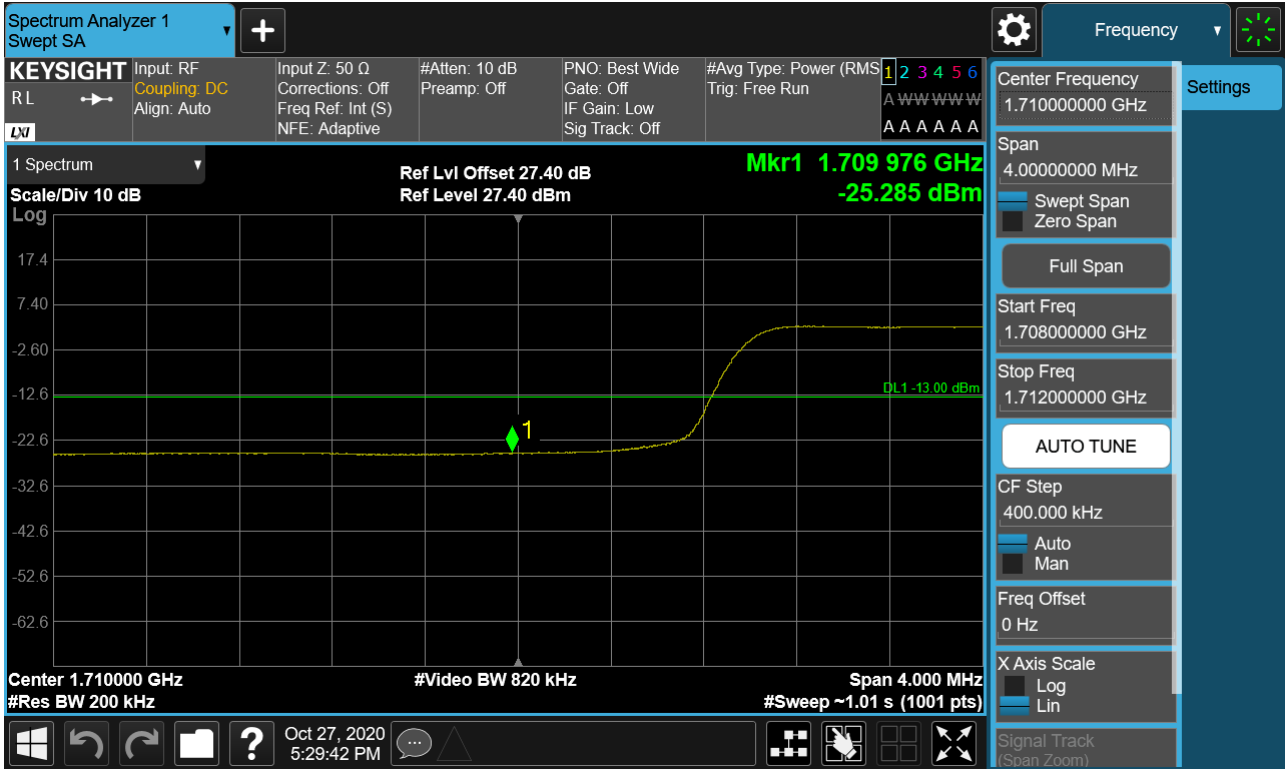 Spectrum Analyzer 1
Swept SA
+
Frequency
KEYSIGHT
R L
LXI
Input: RF
Coupling: DC
Align: Auto
Input Z: 50 Ω
Corrections: Off
Freq Ref: Int (S)
NFE: Adaptive
#Atten: 10 dB
Preamp: Off
PNO: Best Wide
Gate: Off
IF Gain: Low
Sig Track: Off
#Avg Type: Power (RMS
Trig: Free Run
1 2 3 4 5 6
A W W W W W
A A A A A A
1 Spectrum
Scale/Div 10 dB
Log
Ref Lvl Offset 27.40 dB
Ref Level 27.40 dBm
Mkr1 1.709 976 GHz
-25.285 dBm
17.4
7.40
-2.60
-12.6
-22.6
-32.6
-42.6
-52.6
-62.6
DL1 -13.00 dBm
1
Center 1.710000 GHz
#Res BW 200 kHz
#Video BW 820 kHz
Span 4.000 MHz
#Sweep ~1.01 s (1001 pts)
Center Frequency
1.710000000 GHz
Span
4.00000000 MHz
Swept Span
Zero Span
Full Span
Start Freq
1.708000000 GHz
Stop Freq
1.712000000 GHz
AUTO TUNE
CF Step
400.000 kHz
Auto
Man
Freq Offset
0 Hz
X Axis Scale
Log
Lin
Signal Track
(Span Zoom)
Settings
?
Oct 27, 2020
5:29:42 PM